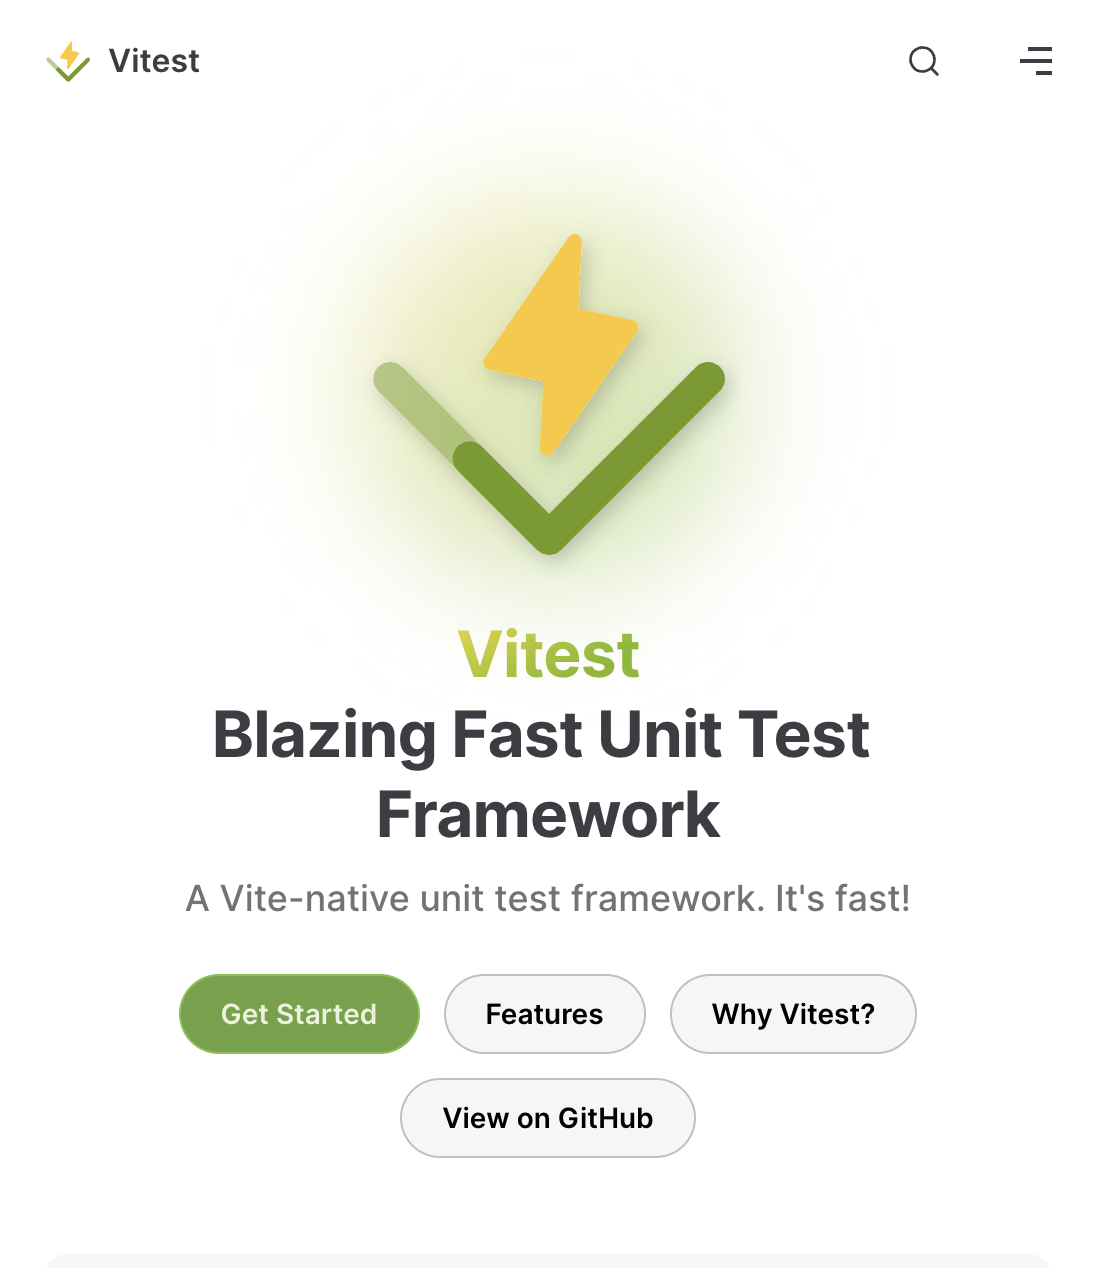 Vitest
Vitest
Blazing Fast Unit Test
Framework
A Vite-native unit test framework. It's fast!
Get Started
Features
Why Vitest?
View on GitHub